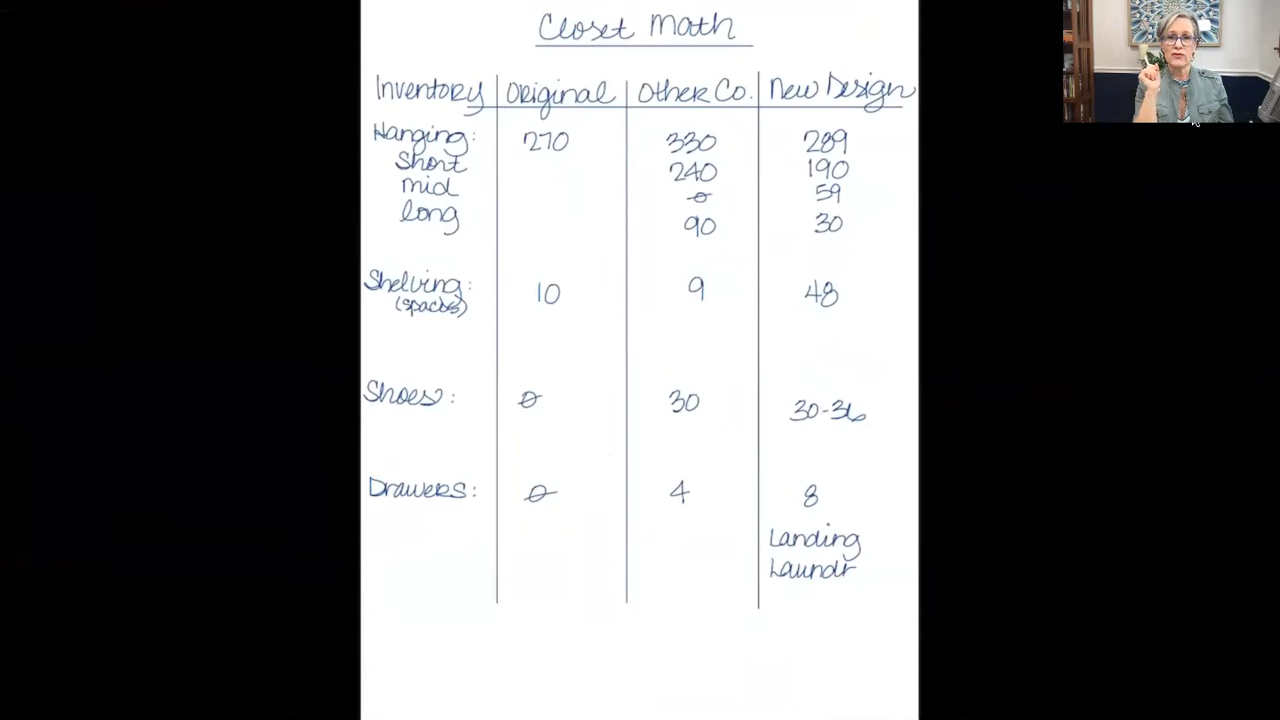 Closet Math
Inventory Original Other Co. New Design
Hanging: 270 330 289
Short 240 190
mid 0 59
long 90 30
Shelving: 10 9 48
(spaces)
Shoes: 0 30 30-36
Drawers: 0 4 8
Landing
Laundr